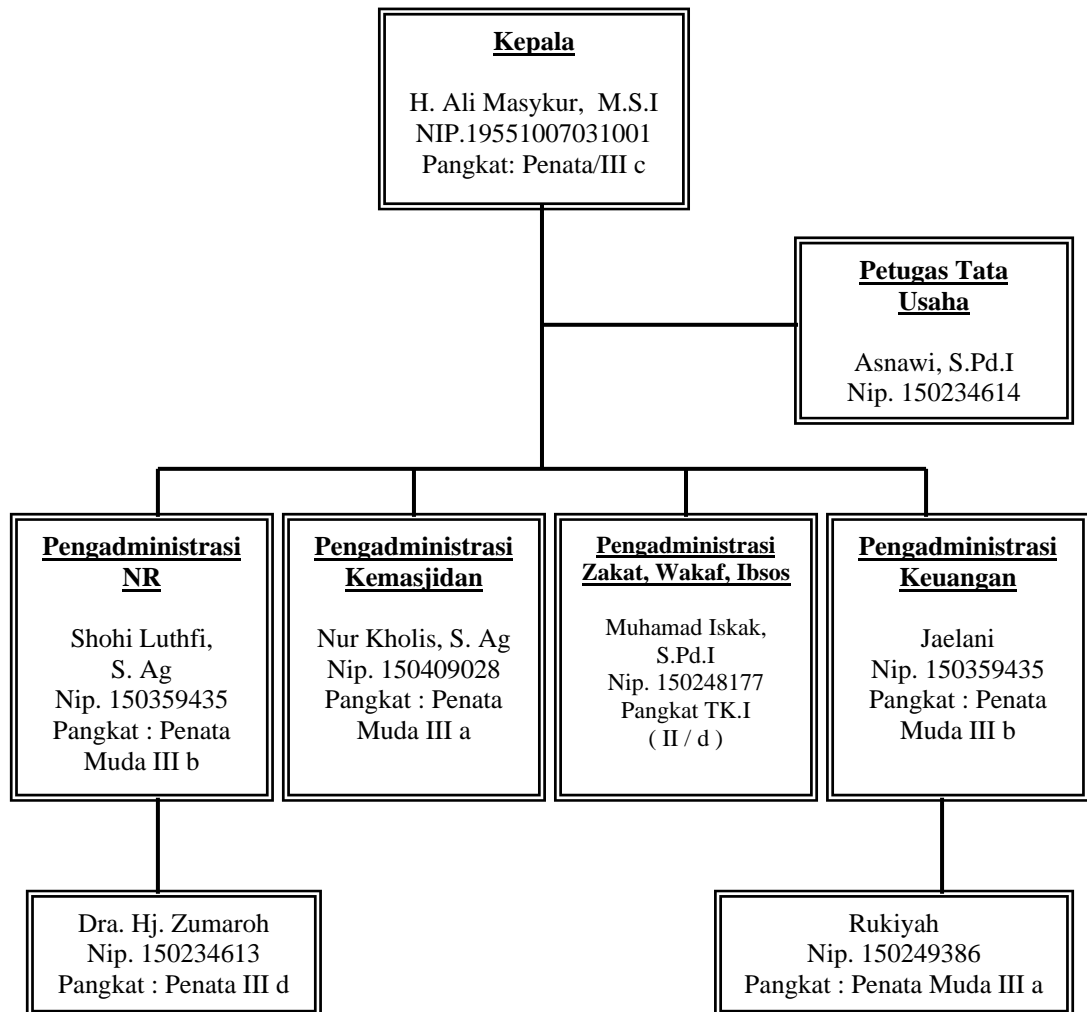 Kepala
H. Ali Masykur, M.S.I
NIP.19551007031001
Pangkat: Penata/III c
Petugas Tata
Usaha
Asnawi, S.Pd.I
Nip. 150234614
Pengadministrasi
NR
Shohi Luthfi,
S. Ag
Nip. 150359435
Pangkat : Penata
Muda III b
Pengadministrasi
Kemasjidan
Nur Kholis, S. Ag
Nip. 150409028
Pangkat : Penata
Muda III a
Pengadministrasi
Zakat, Wakaf, Ibsos
Muhamad Iskak,
S.Pd.I
Nip. 150248177
Pangkat TK.I
( II / d )
Pengadministrasi
Keuangan
Jaelani
Nip. 150359435
Pangkat : Penata
Muda III b
Dra. Hj. Zumaroh
Nip. 150234613
Pangkat : Penata III d
Rukiyah
Nip. 150249386
Pangkat : Penata Muda III a